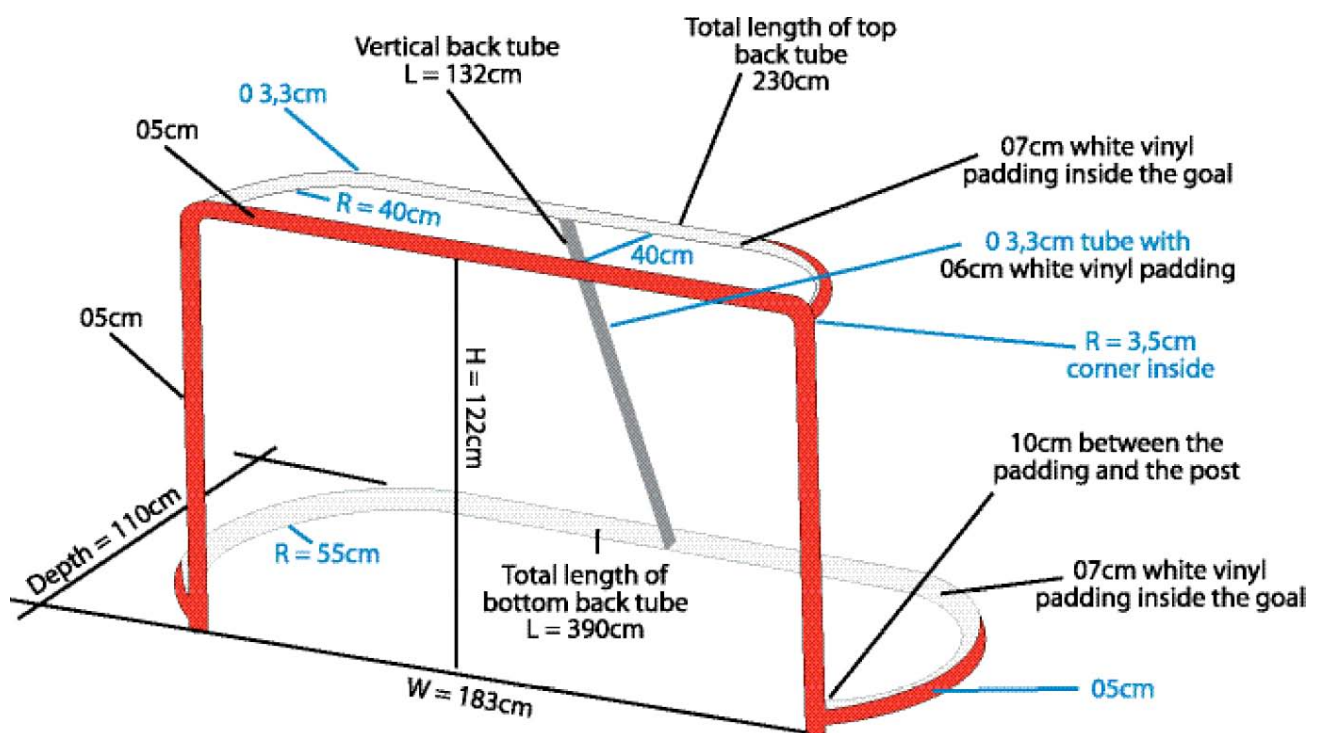 Vertical back tube
L = 132cm
Total length of top
back tube
230cm
0 3,3cm
05cm
07cm white vinyl
padding inside the goal
R = 40cm
40cm
0 3,3cm tube with
06cm white vinyl padding
05cm
R = 3,5cm
corner inside
H = 122cm
10cm between the
padding and the post
Depth = 110cm
R = 55cm
Total length of
bottom back tube
L = 390cm
07cm white vinyl
padding inside the goal
W = 183cm
05cm